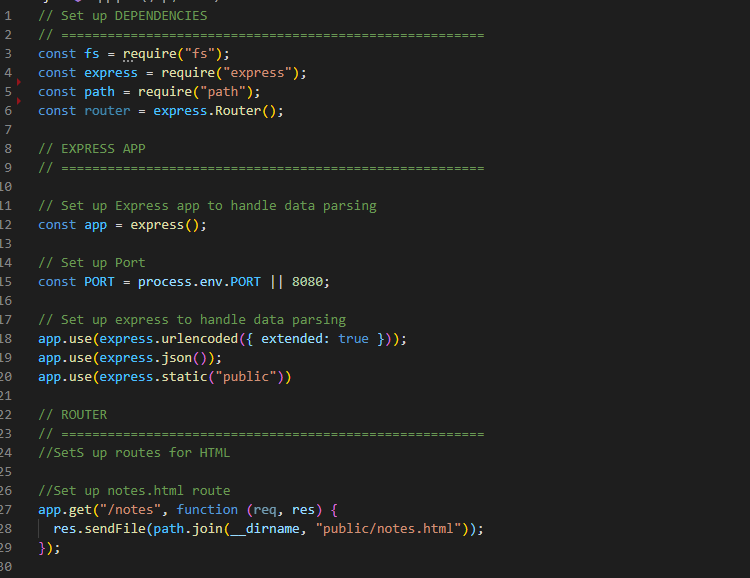 1 // Set up DEPENDENCIES
2 // =======================================================
3 const fs = require("fs");
4 const express = require("express");
5 const path = require("path");
6 const router = express.Router();
7
8 // EXPRESS APP
9 // =======================================================
10
11 // Set up Express app to handle data parsing
12 const app = express();
13
14 // Set up Port
15 const PORT = process.env.PORT || 8080;
16
17 // Set up express to handle data parsing
18 app.use(express.urlencoded({ extended: true }));
19 app.use(express.json());
20 app.use(express.static("public"))
21
22 // ROUTER
23 // =======================================================
24 //SetS up routes for HTML
25
26 //Set up notes.html route
27 app.get("/notes", function (req, res) {
28   res.sendFile(path.join(__dirname, "public/notes.html"));
29 });
30